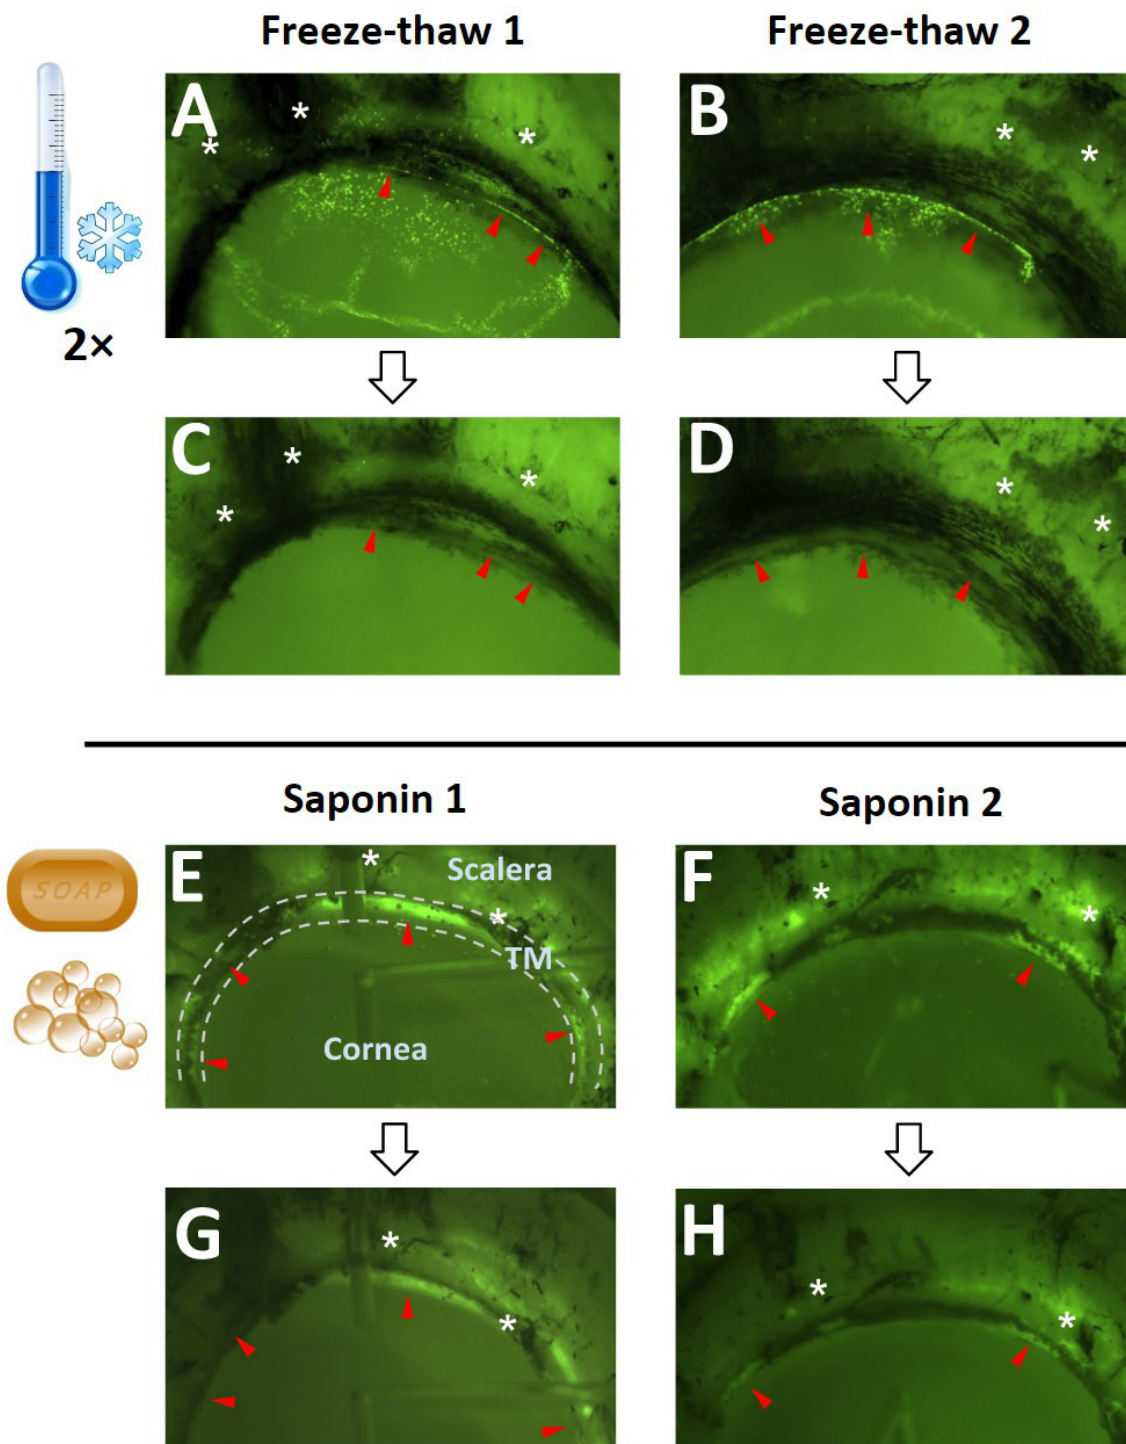 Freeze-thaw 1
Freeze-thaw 2
A
*
*
*
B
*
*
2×
C
*
*
*
D
*
*
Saponin 1
Saponin 2
SOAP
E
*
Scalera
*
TM
Cornea
F
*
*
G
*
*
H
*
*